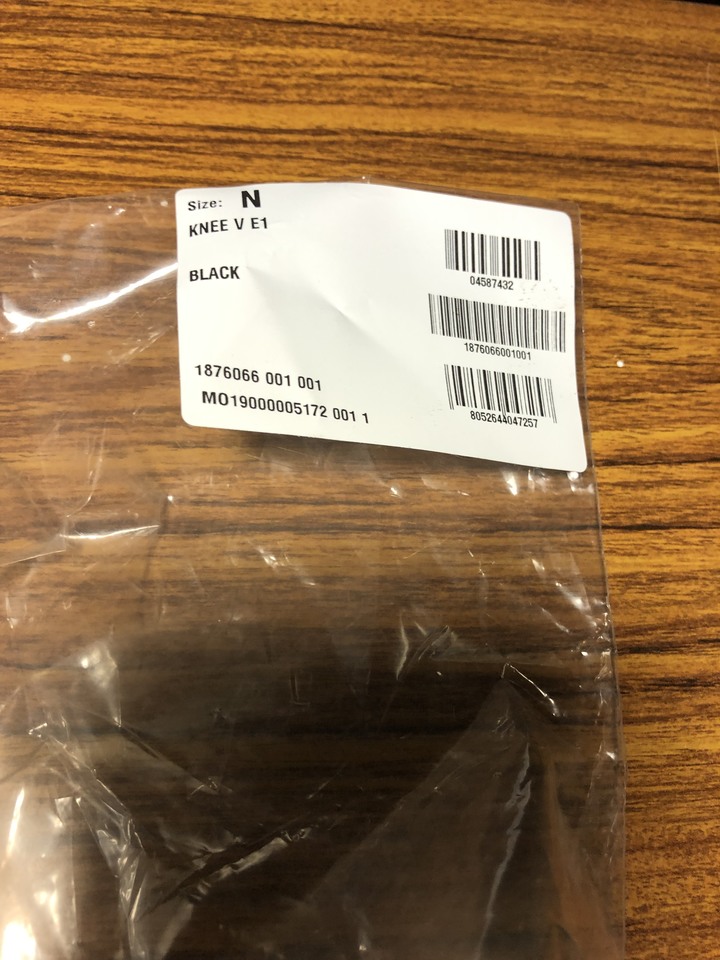 Size: N
KNEE V E1
BLACK
1876066 001 001
MO19000005172 001 1
04587432
1876066001001
8052644047257